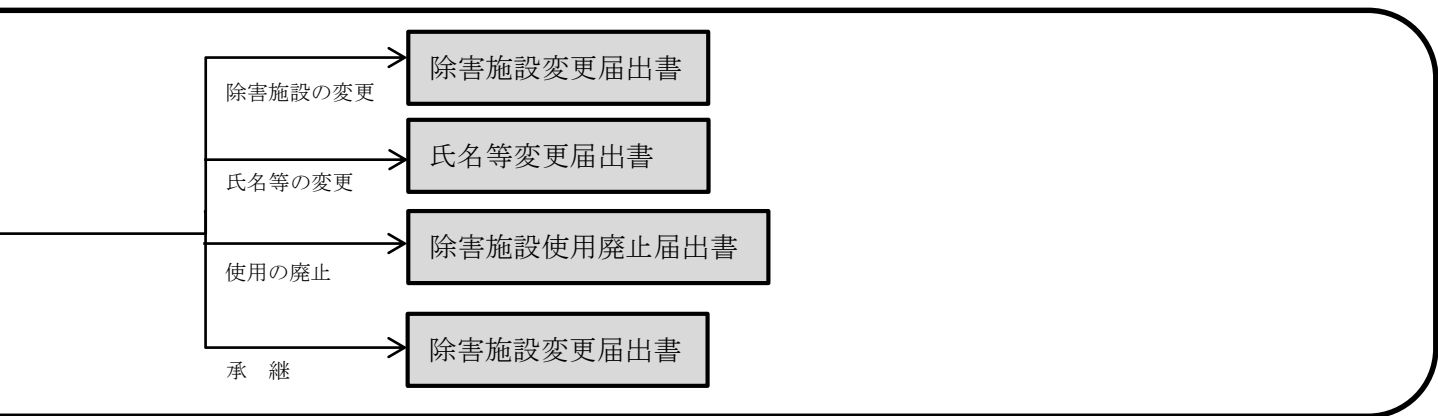 除害施設変更届出書
除害施設の変更
氏名等変更届出書
氏名等の変更
除害施設使用廃止届出書
使用の廃止
除害施設変更届出書
承　継